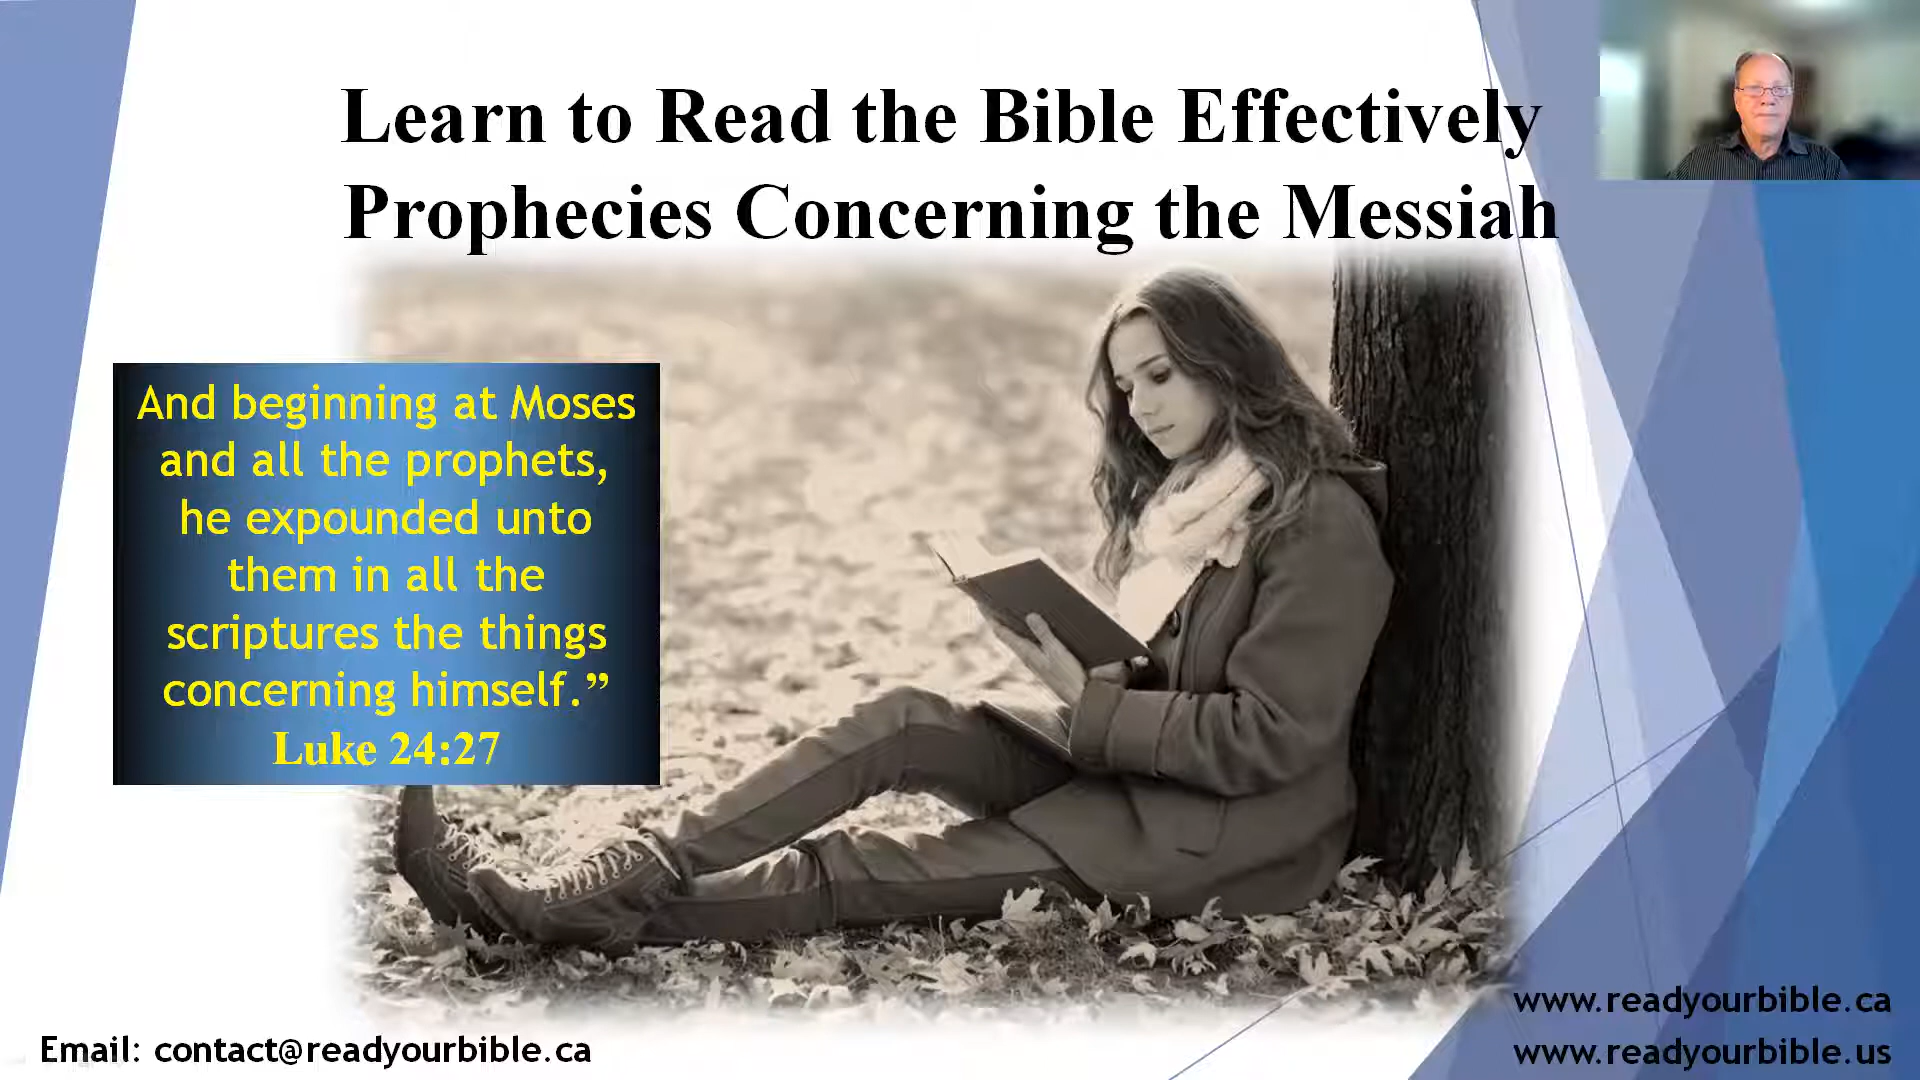 Learn to Read the Bible Effectively
Prophecies Concerning the Messiah
And beginning at Moses
and all the prophets,
he expounded unto
them in all the
scriptures the things
concerning himself.”
Luke 24:27
www.readyourbible.ca
Email: contact@readyourbible.ca
www.readyourbible.us